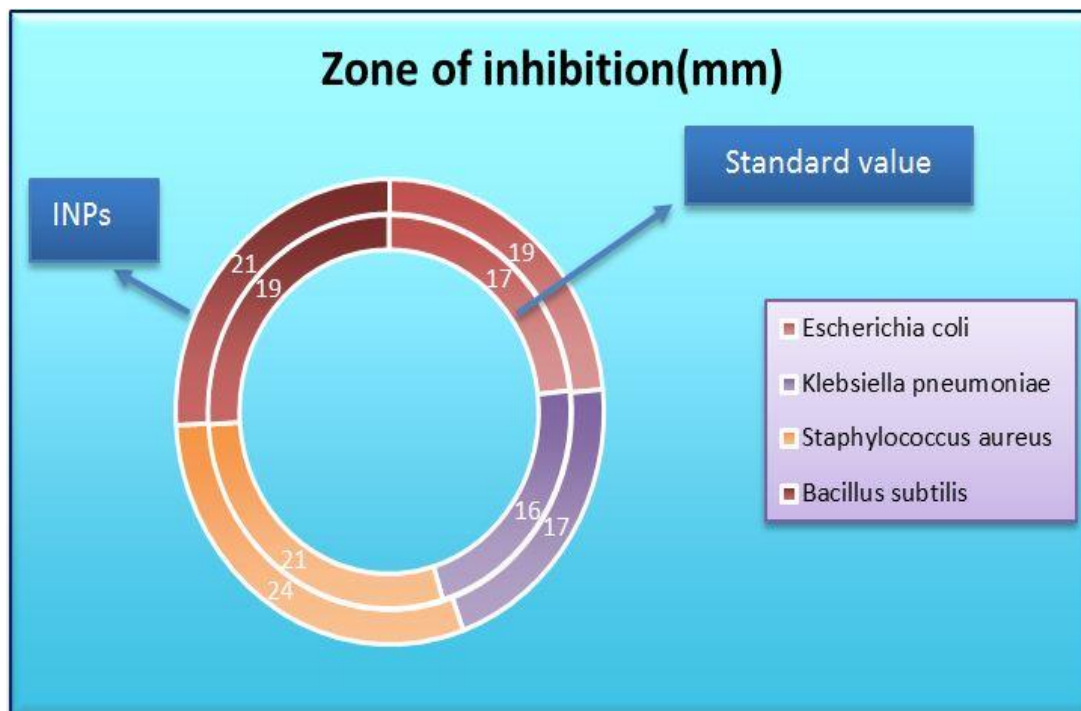 Zone of inhibition(mm)
Standard value
INPs
19
17
21
19
16
17
21
24
Escherichia coli
Klebsiella pneumoniae
Staphylococcus aureus
Bacillus subtilis